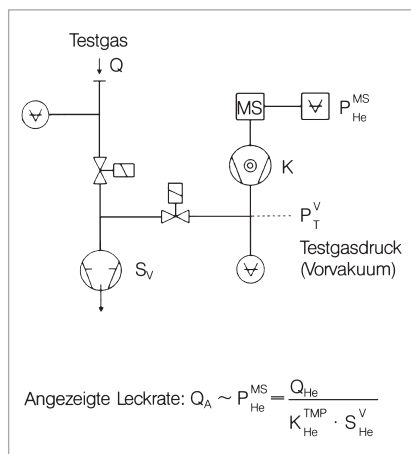 Testgas
Q
MS
P_He^MS
K
P_T^V
Testgasdruck
(Vorvakuum)
S_V
Angezeigte Leckrate: Q_A ~ P_He^MS = Q_He / (K_He^TMP · S_He^V)